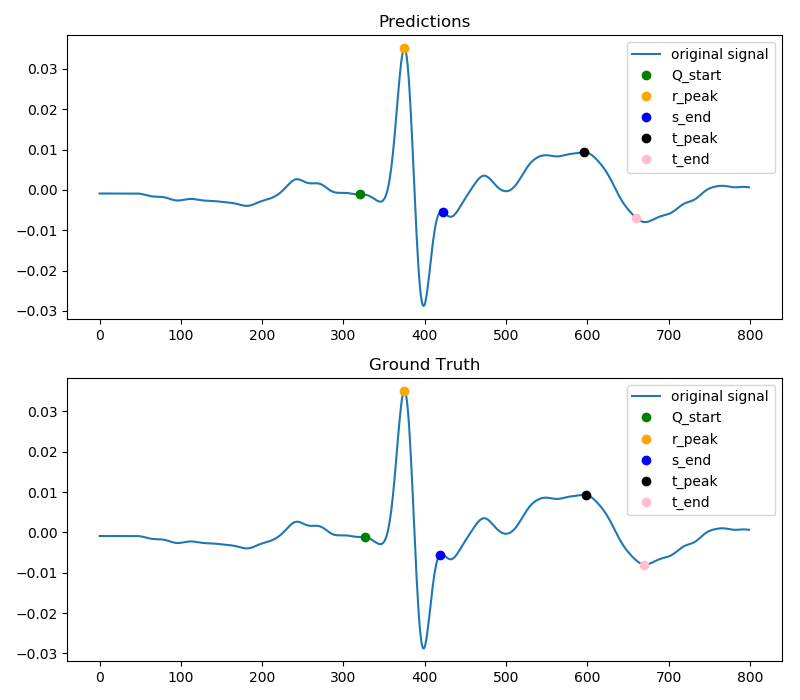 Predictions
0.03
0.02
0.01
0.00
−0.01
−0.02
−0.03
0 100 200 300 400 500 600 700 800
original signal
Q_start
r_peak
s_end
t_peak
t_end
Ground Truth
0.03
0.02
0.01
0.00
−0.01
−0.02
−0.03
0 100 200 300 400 500 600 700 800
original signal
Q_start
r_peak
s_end
t_peak
t_end